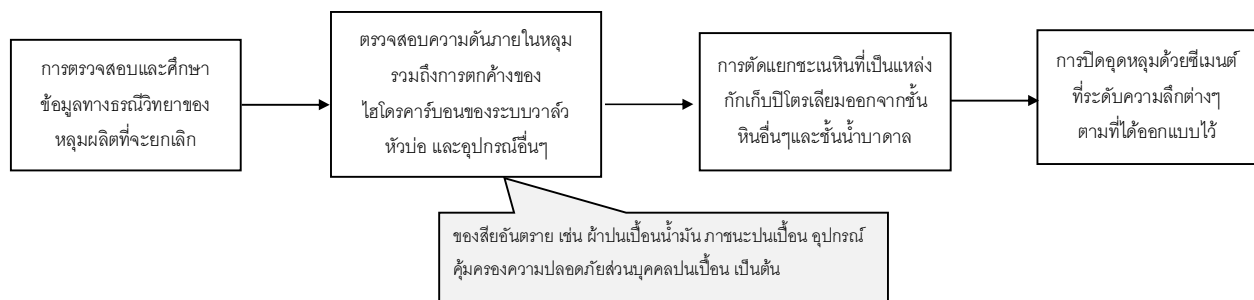 การตรวจสอบและศึกษา
ข้อมูลทางธรณีวิทยาของ
หลุมผลิตที่จะยกเลิก
ตรวจสอบความดันภายในหลุม
รวมถึงการตกค้างของ
ไฮโดรคาร์บอนของระบบวาล์ว
หัวบ่อ และอุปกรณ์อื่นๆ
การตัดแยกชะเนหินที่เป็นแหล่ง
กักเก็บปิโตรเลียมออกจากชั้น
หินอื่นๆและชั้นน้ำบาดาล
การปิดอุดหลุมด้วยซีเมนต์
ที่ระดับความลึกต่างๆ
ตามที่ได้ออกแบบไว้
ของสียอันตราย เช่น ผ้าปนเปื้อนน้ำมัน ภาชนะปนเปื้อน อุปกรณ์
คุ้มครองความปลอดภัยส่วนบุคคลปนเปื้อน เป็นต้น